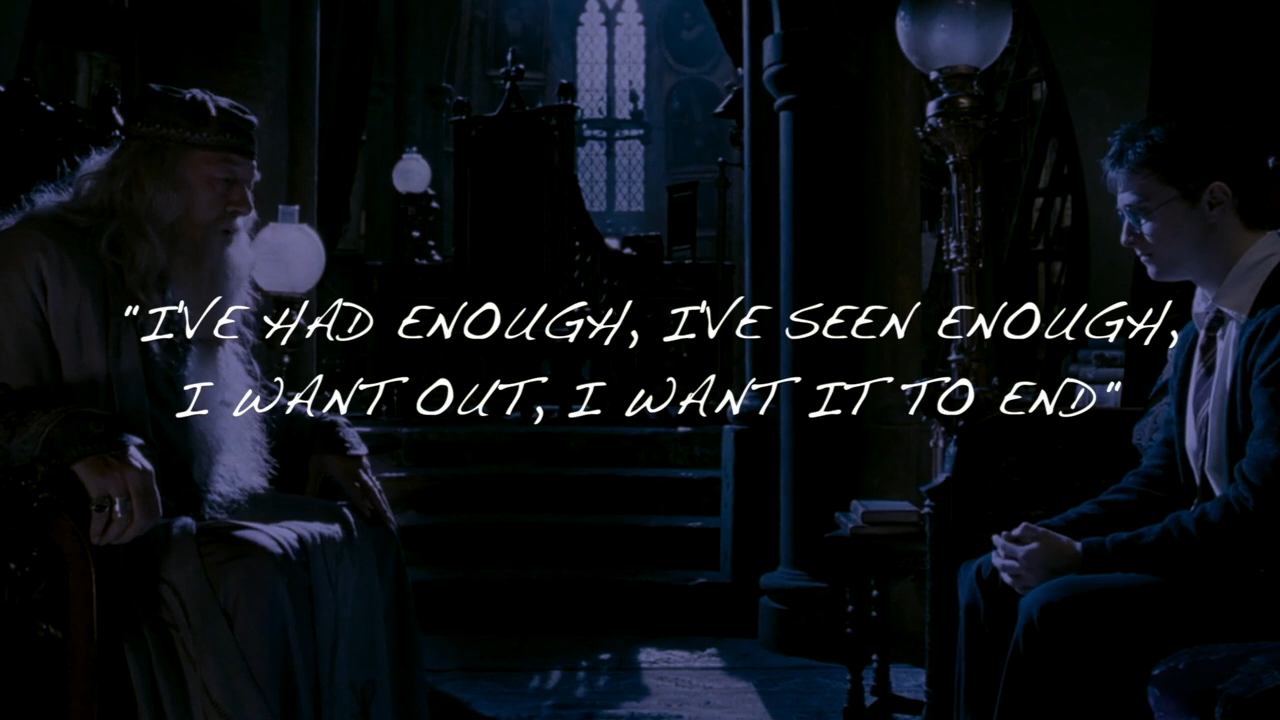 "I'VE HAD ENOUGH, I'VE SEEN ENOUGH,
I WANT OUT, I WANT IT TO END"